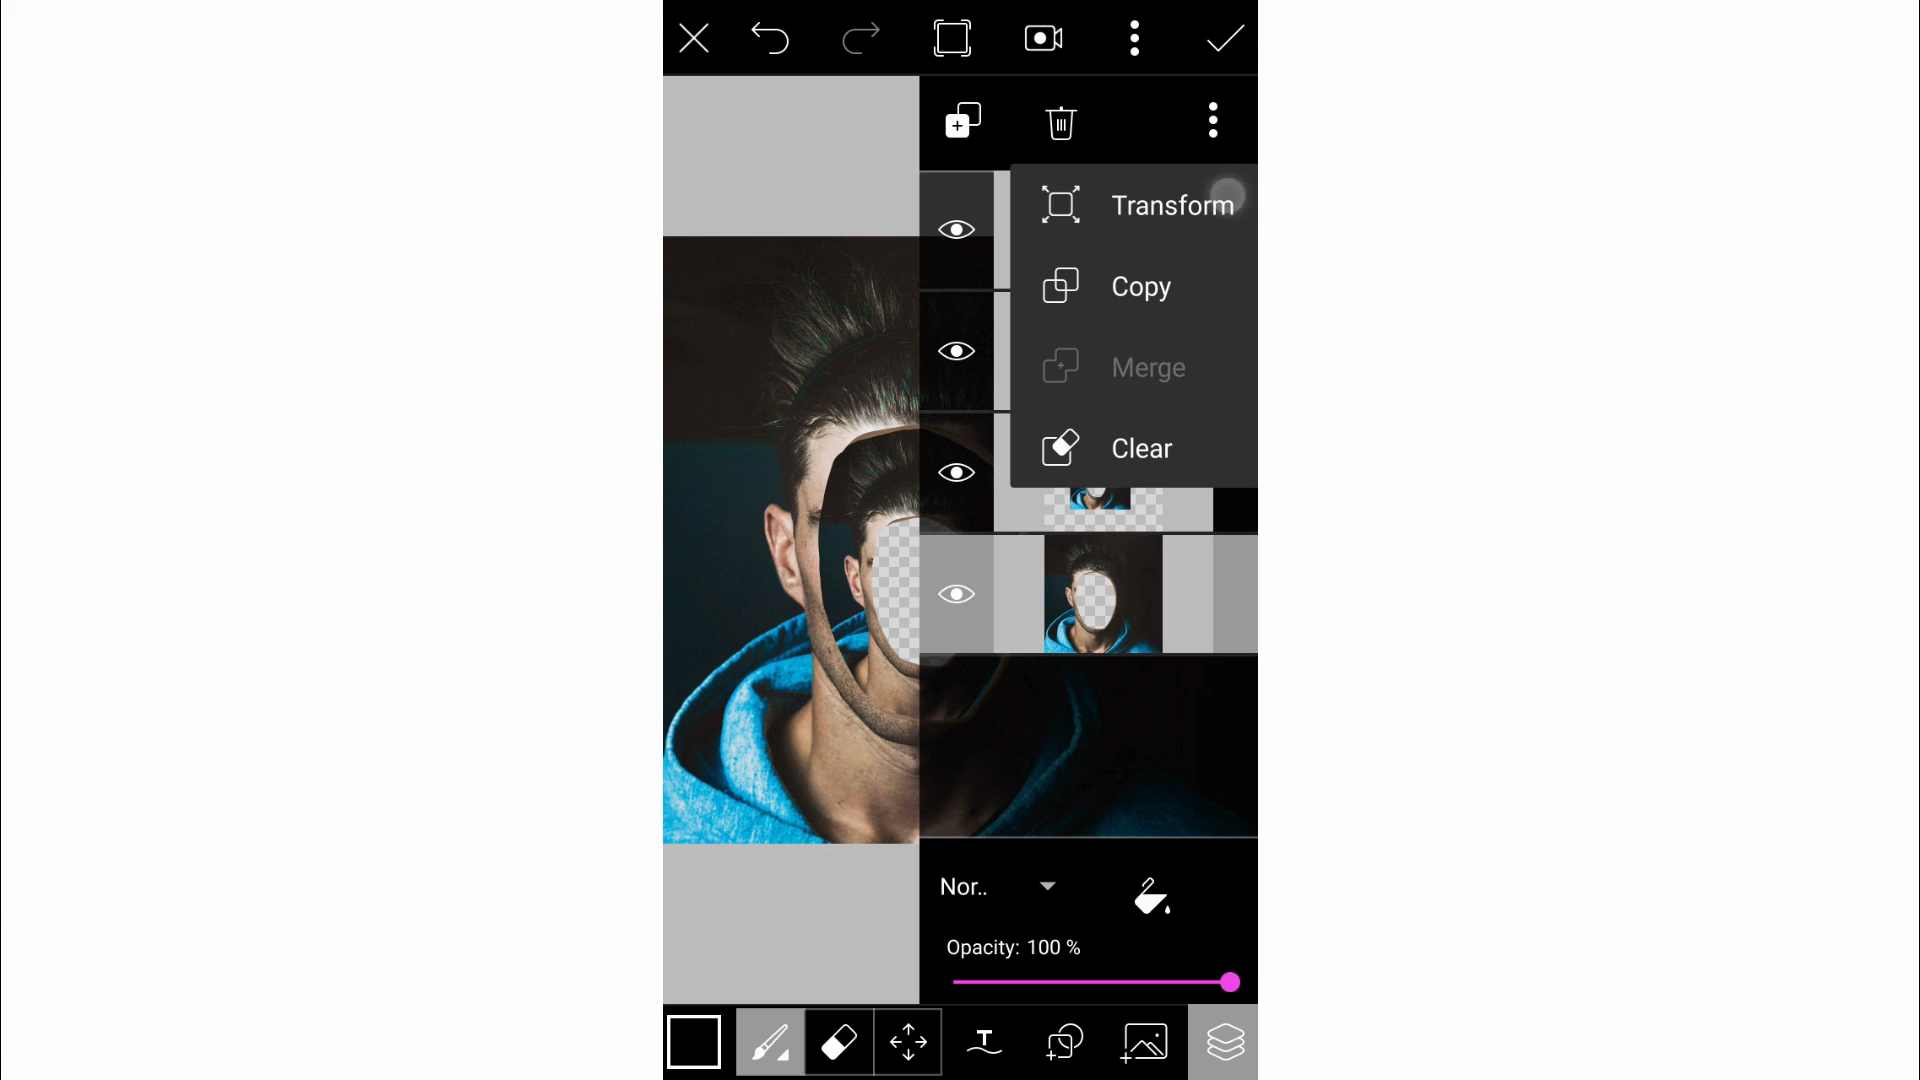 Transform
Copy
Merge
Clear
Nor..
Opacity: 100 %
T